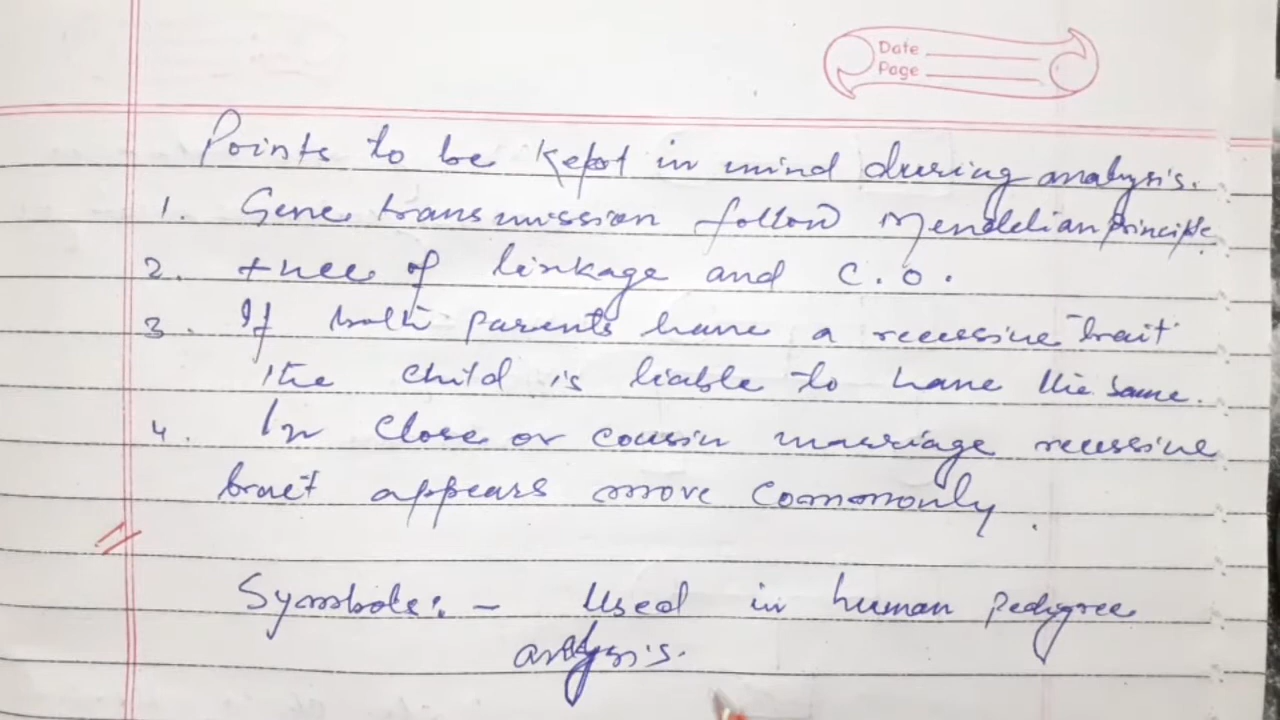 Date
Page
Points to be kept in mind during analysis.
1. Gene transmission follow Mendelian principle.
2. free of linkage and C.O.
3. If both parents have a recessive trait
the child is liable to have the same.
4. In close or cousin marriage recessive
trait appears more commonly.
Symbols:- Used in human pedigree
analysis.